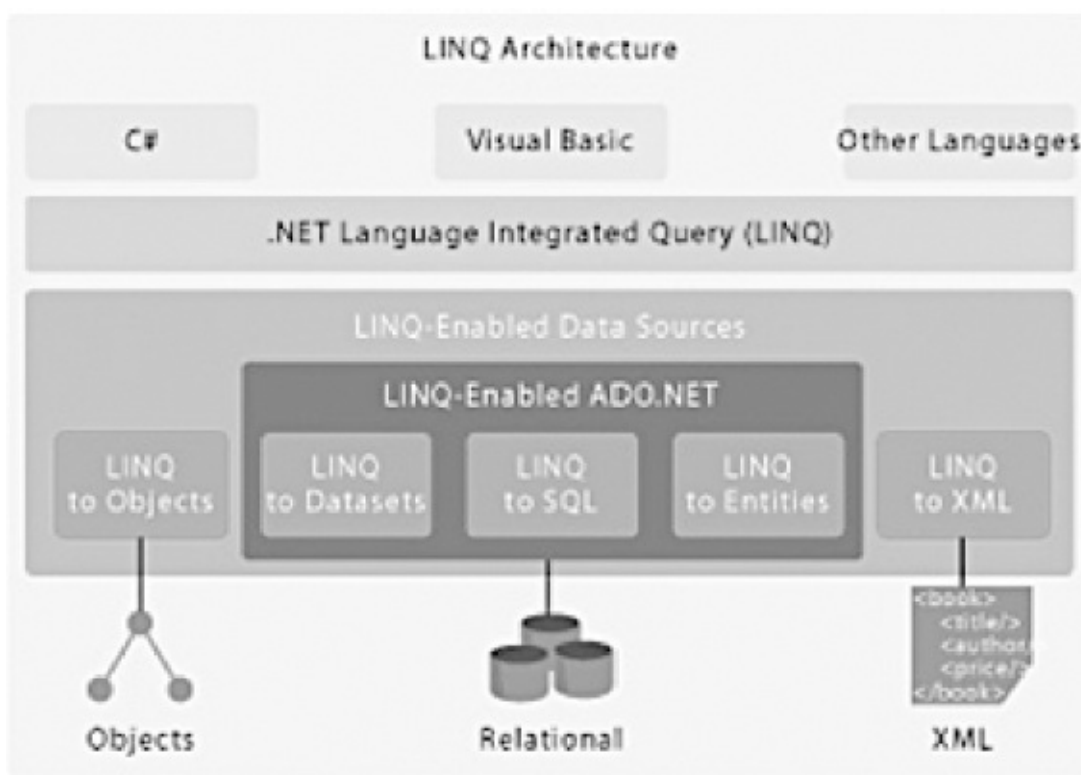 LINQ Architecture
C#
Visual Basic
Other Languages
.NET Language Integrated Query (LINQ)
LINQ-Enabled Data Sources
LINQ-Enabled ADO.NET
LINQ
to Objects
LINQ
to Datasets
LINQ
to SQL
LINQ
to Entities
LINQ
to XML
<book>
<title/>
<author/
<price/>
</book>
Objects
Relational
XML